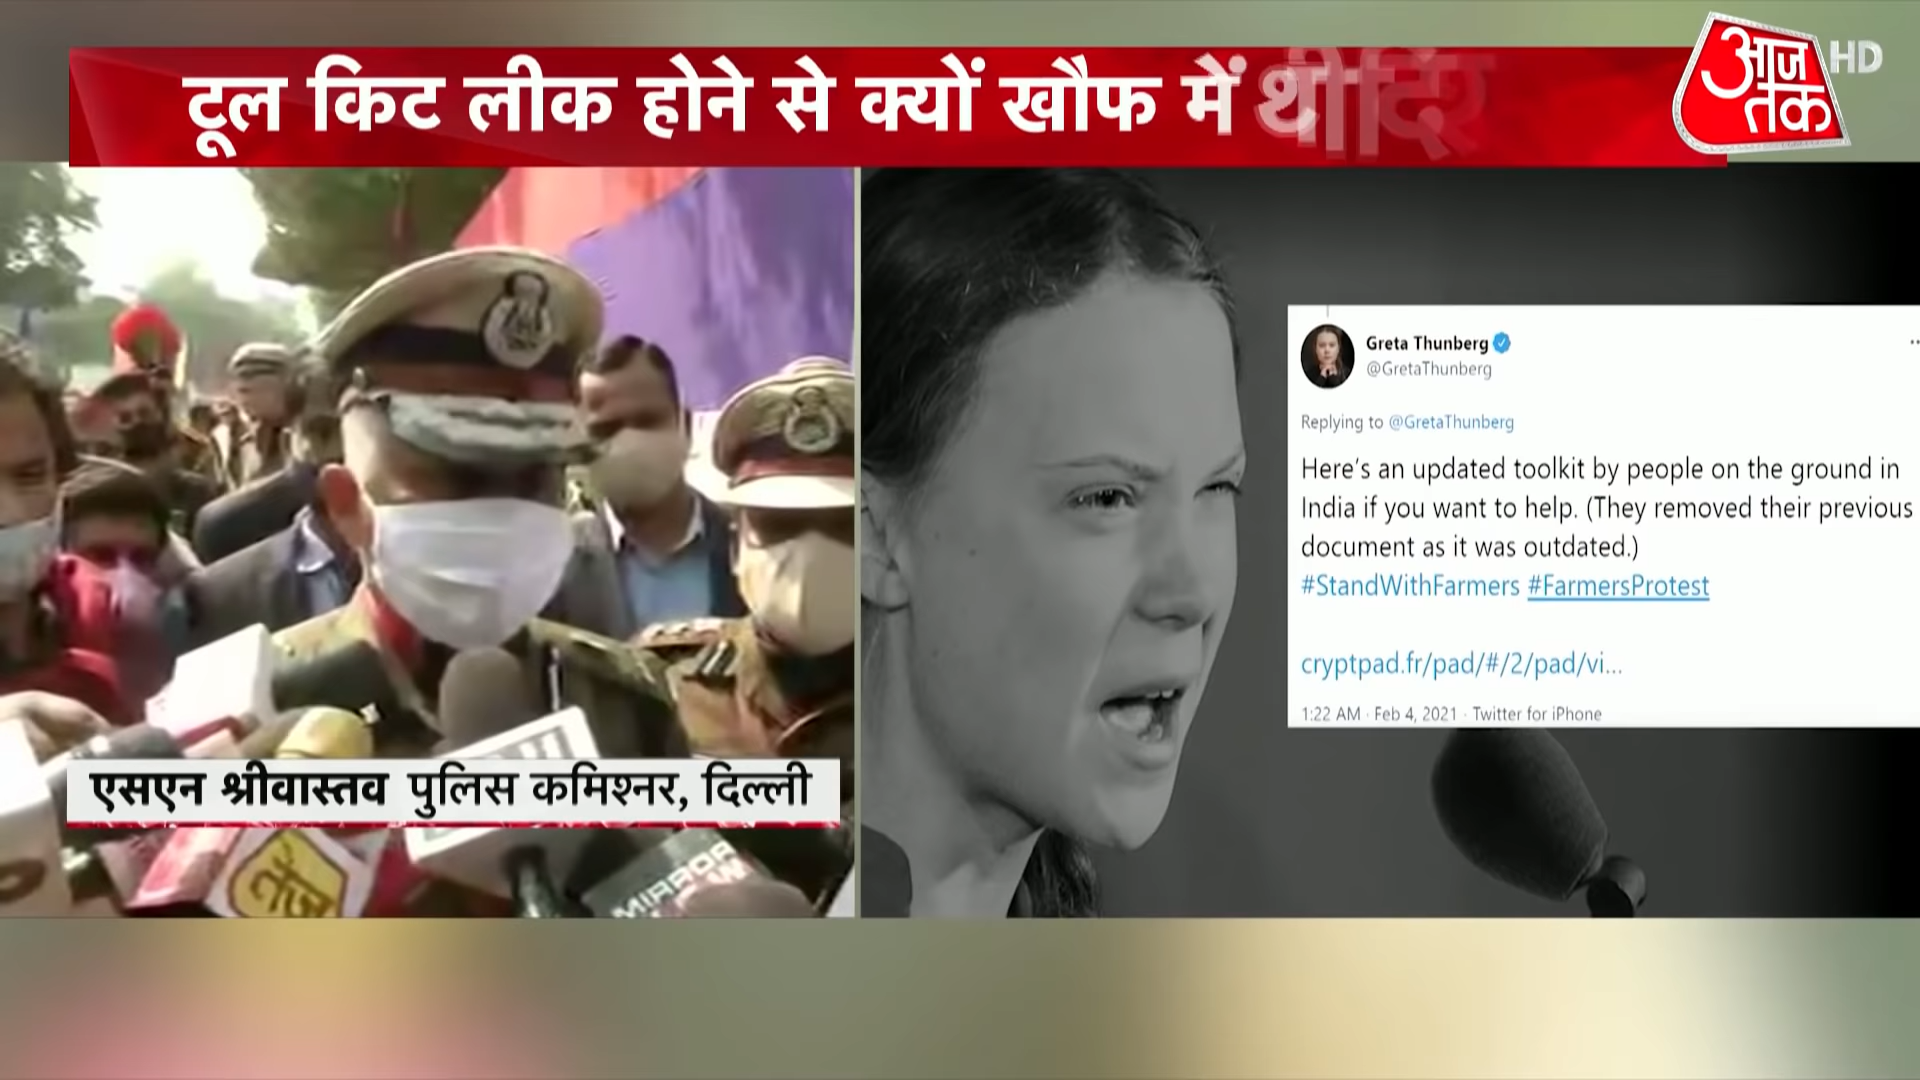 टूल किट लीक होने से क्यों खौफ में थी
आज तक HD
Greta Thunberg
@GretaThunberg
..
Replying to @GretaThunberg
Here's an updated toolkit by people on the ground in
India if you want to help. (They removed their previous
document as it was outdated.)
#StandWithFarmers #FarmersProtest
cryptpad.fr/pad/#/2/pad/vi...
1:22 AM · Feb 4, 2021 · Twitter for iPhone
एसएन श्रीवास्तव पुलिस कमिश्नर, दिल्ली
तेज
MIRROR